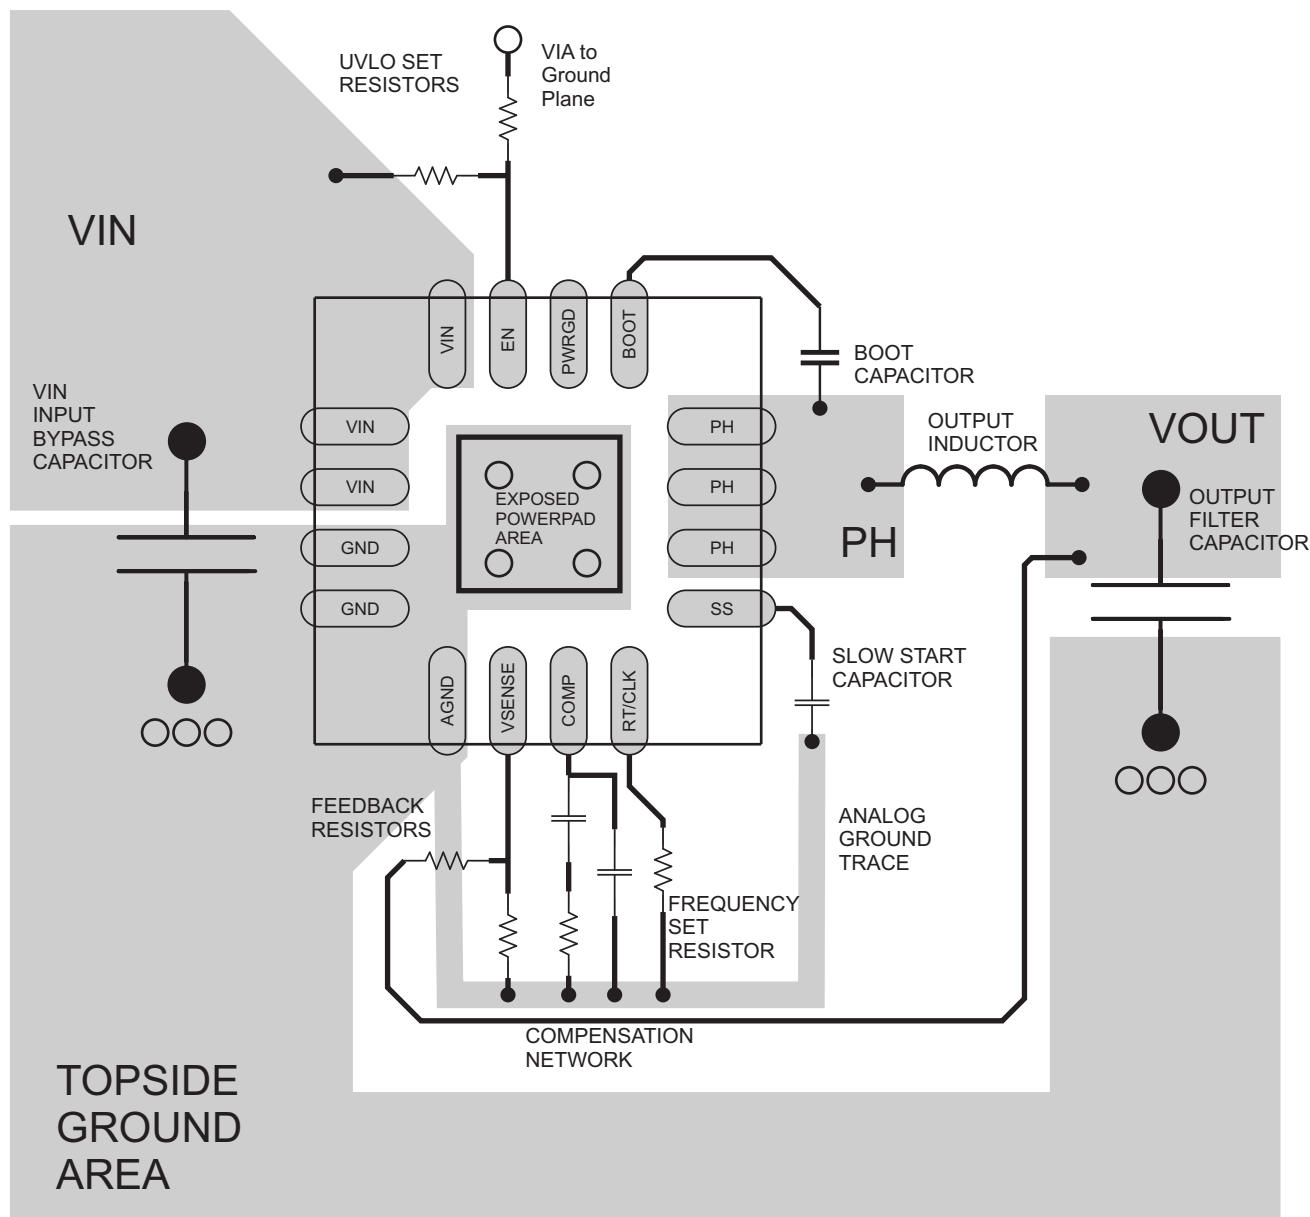 UVLO SET
RESISTORS
VIA to
Ground
Plane
VIN
VIN
EN
PWRGD
BOOT
BOOT
CAPACITOR
VIN
INPUT
BYPASS
CAPACITOR
VIN
VIN
GND
GND
EXPOSED
POWERPAD
AREA
PH
PH
PH
SS
PH
OUTPUT
INDUCTOR
VOUT
OUTPUT
FILTER
CAPACITOR
AGND
VSENSE
COMP
RT/CLK
SLOW START
CAPACITOR
FEEDBACK
RESISTORS
ANALOG
GROUND
TRACE
FREQUENCY
SET
RESISTOR
COMPENSATION
NETWORK
TOPSIDE
GROUND
AREA